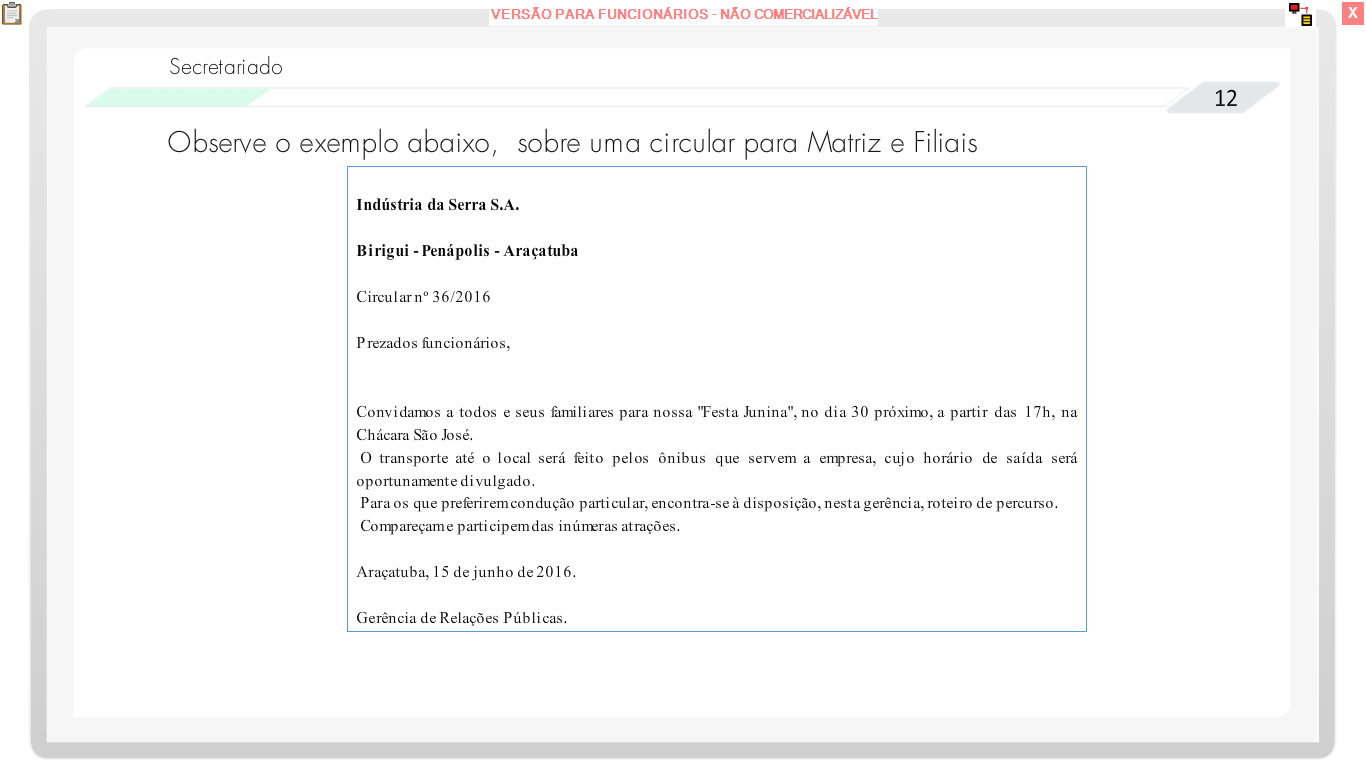 VERSÃO PARA FUNCIONÁRIOS - NÃO COMERCIALIZÁVEL
X
Secretariado
12
Observe o exemplo abaixo, sobre uma circular para Matriz e Filiais
Indústria da Serra S.A.
Birigui - Penápolis - Araçatuba
Circular nº 36/2016
Prezados funcionários,
Convidamos a todos e seus familiares para nossa "Festa Junina", no dia 30 próximo, a partir das 17h, na
Chácara São José.
O transporte até o local será feito pelos ônibus que servem a empresa, cujo horário de saída será
oportunamente divulgado.
Para os que preferirem condução particular, encontra-se à disposição, nesta gerência, roteiro de percurso.
Compareçam e participem das inúmeras atrações.
Araçatuba, 15 de junho de 2016.
Gerência de Relações Públicas.